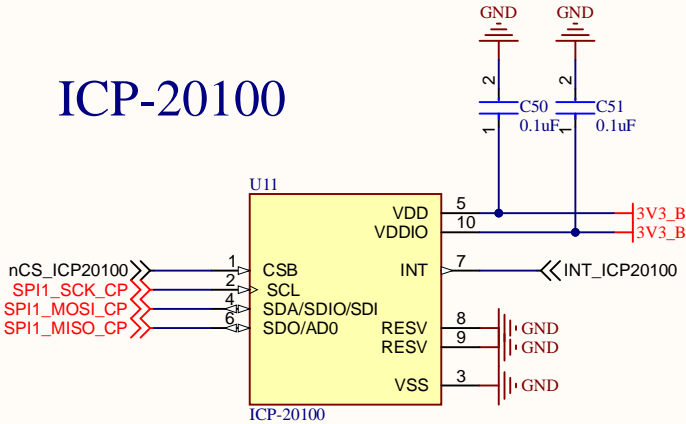 GND
GND
ICP-20100
2
2
C50
C51
0.1uF
0.1uF
1
1
U11
VDD
5
3V3_B
VDDIO
10
3V3_B
nCS_ICP20100
1
CSB
INT
7
INT_ICP20100
SPI1_SCK_CP
2
SCL
SPI1_MOSI_CP
4
SDA/SDIO/SDI
SPI1_MISO_CP
6
SDO/AD0
RESV
8
GND
RESV
9
GND
VSS
3
GND
ICP-20100